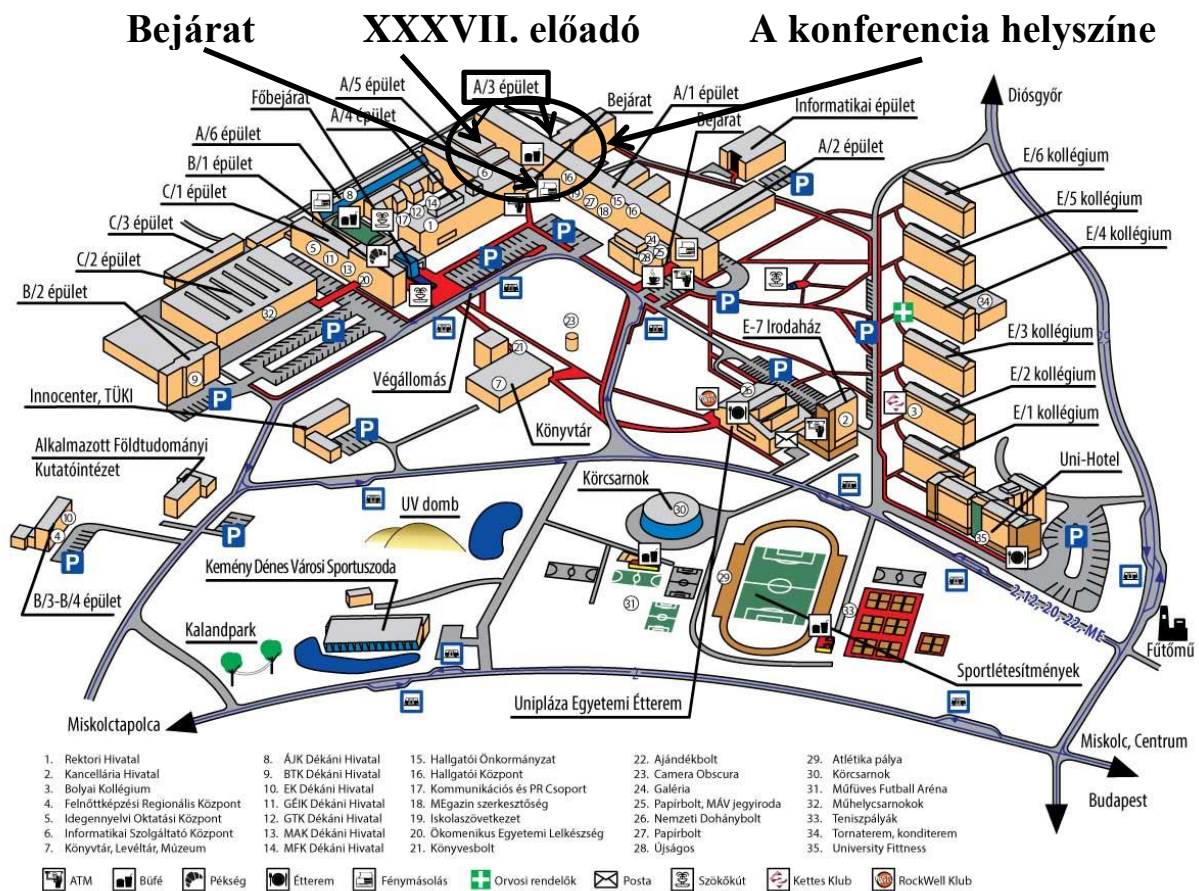 Bejárat XXXVII. előadó A konferencia helyszíne
A/5 épület
A/3 épület
Bejárat
A/1 épület
Főbejárat
A/4 épület
Bejárat
Informatikai épület
Diósgyőr
A/6 épület
A/2 épület
B/1 épület
E/6 kollégium
C/1 épület
E/5 kollégium
C/3 épület
E/4 kollégium
C/2 épület
B/2 épület
E-7 Irodaház
E/3 kollégium
Végállomás
E/2 kollégium
Innocenter, TÜKI
Könyvtár
E/1 kollégium
Alkalmazott Földtudományi
Kutatóintézet
Uni-Hotel
Körcsarnok
UV domb
Kemény Dénes Városi Sportuszoda
B/3-B/4 épület
2, 12, 20, 22, ME
Kalandpark
Fűtőmű
Sportlétesítmények
2
Unipláza Egyetemi Étterem
Miskolctapolca
Miskolc, Centrum
Budapest
1. Rektori Hivatal
2. Kancellária Hivatal
3. Bolyai Kollégium
4. Felnőttképzési Regionális Központ
5. Idegennyelvi Oktatási Központ
6. Informatikai Szolgáltató Központ
7. Könyvtár, Levéltár, Múzeum
8. ÁJK Dékáni Hivatal
9. BTK Dékáni Hivatal
10. EK Dékáni Hivatal
11. GÉIK Dékáni Hivatal
12. GTK Dékáni Hivatal
13. MAK Dékáni Hivatal
14. MFK Dékáni Hivatal
15. Hallgatói Önkormányzat
16. Hallgatói Központ
17. Kommunikációs és PR Csoport
18. MEgazin szerkesztőség
19. Iskolaszövetkezet
20. Ökomenikus Egyetemi Lelkészség
21. Könyvesbolt
22. Ajándékbolt
23. Camera Obscura
24. Galéria
25. Papírbolt, MÁV jegyiroda
26. Nemzeti Dohánybolt
27. Papírbolt
28. Újságos
29. Atlétika pálya
30. Körcsarnok
31. Műfüves Futball Aréna
32. Műhelycsarnokok
33. Teniszpályák
34. Tornaterem, konditerem
35. University Fittness
ATM Büfé Pékség Étterem Fénymásolás Orvosi rendelők Posta Szökőkút Kettes Klub RockWell Klub